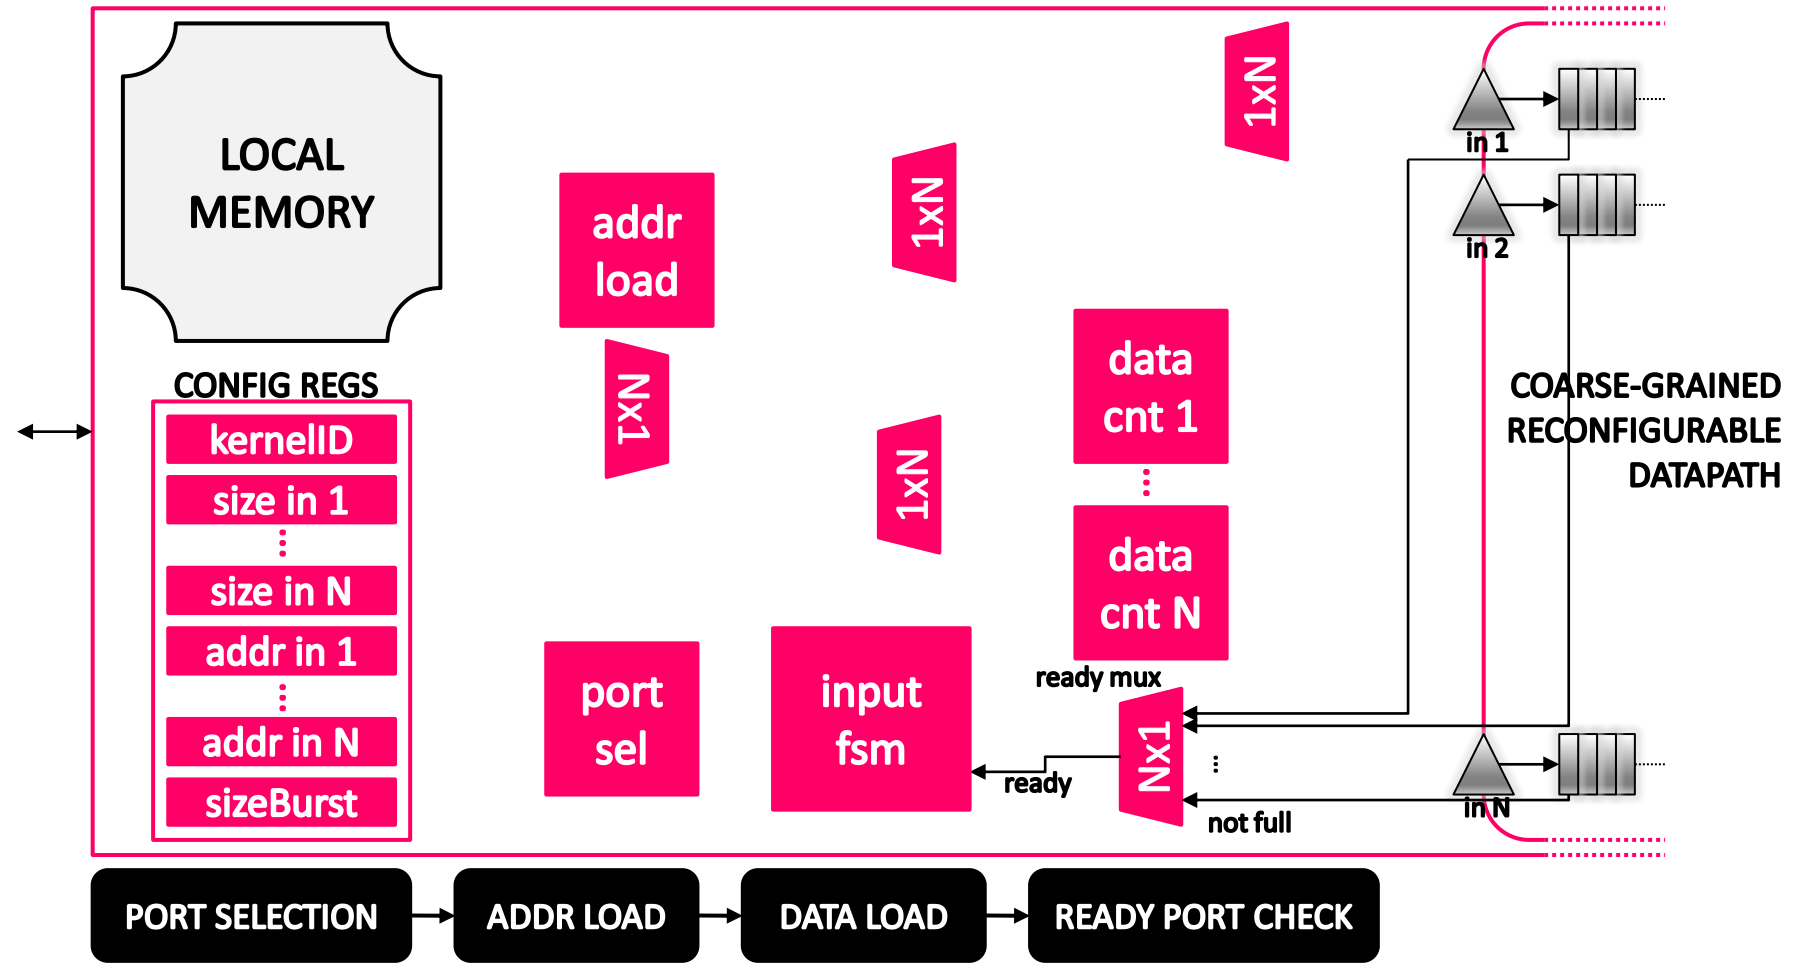 LOCAL
MEMORY
CONFIG REGS
kernelID
size in 1
size in N
addr in 1
addr in N
sizeBurst
addr
load
Nx1
port
sel
1xN
1xN
input
fsm
1xN
data
cnt 1
data
cnt N
ready mux
Nx1
ready
not full
in 1
in 2
in N
COARSE-GRAINED
RECONFIGURABLE
DATAPATH
PORT SELECTION
ADDR LOAD
DATA LOAD
READY PORT CHECK